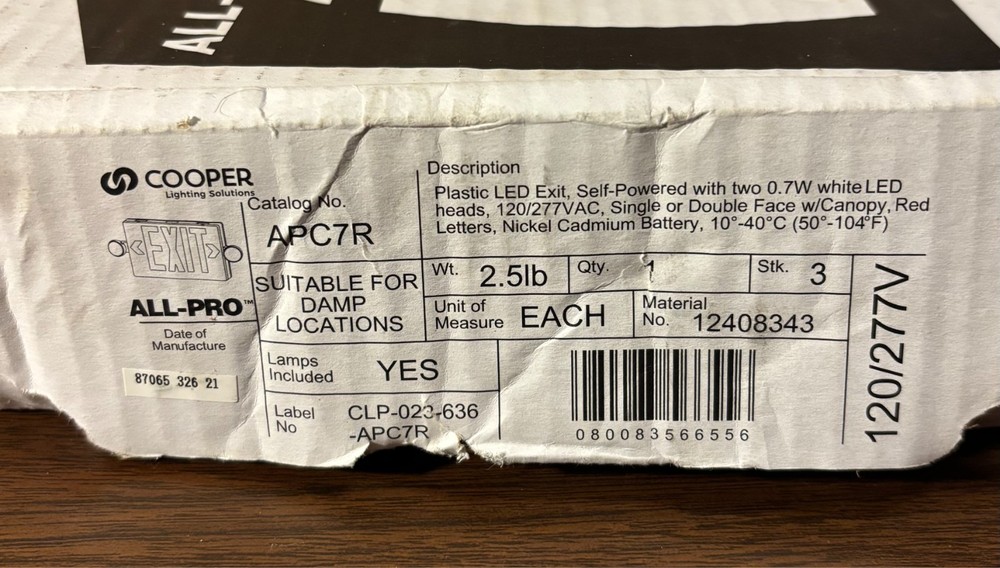 ALL-
COOPER
Lighting Solutions
EXIT
ALL-PRO™
Date of
Manufacture
87065 326 21
Catalog No.
APC7R
SUITABLE FOR
DAMP
LOCATIONS
Lamps
Included
YES
Label
No
CLP-023-636
-APC7R
Description
Plastic LED Exit, Self-Powered with two 0.7W white LED
heads, 120/277VAC, Single or Double Face w/Canopy, Red
Letters, Nickel Cadmium Battery, 10°-40°C (50°-104°F)
Wt. 2.5lb
Qty. 1
Stk. 3
Unit of
Measure
EACH
Material
No. 12408343
080083566556
120/277V